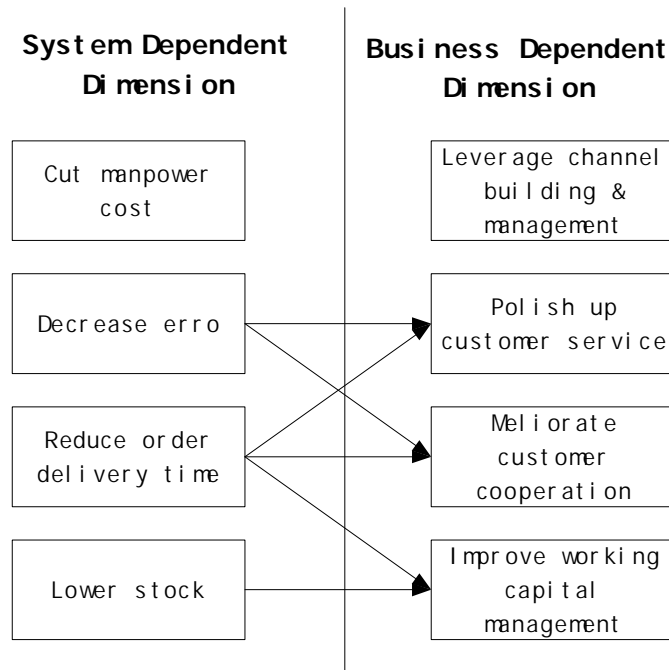 System Dependent
Dimension
Business Dependent
Dimension
Cut manpower
cost
Leverage channel
building &
management
Decrease erro
Polish up
customer service
Reduce order
delivery time
Meliorate
customer
cooperation
Lower stock
Improve working
capital
management